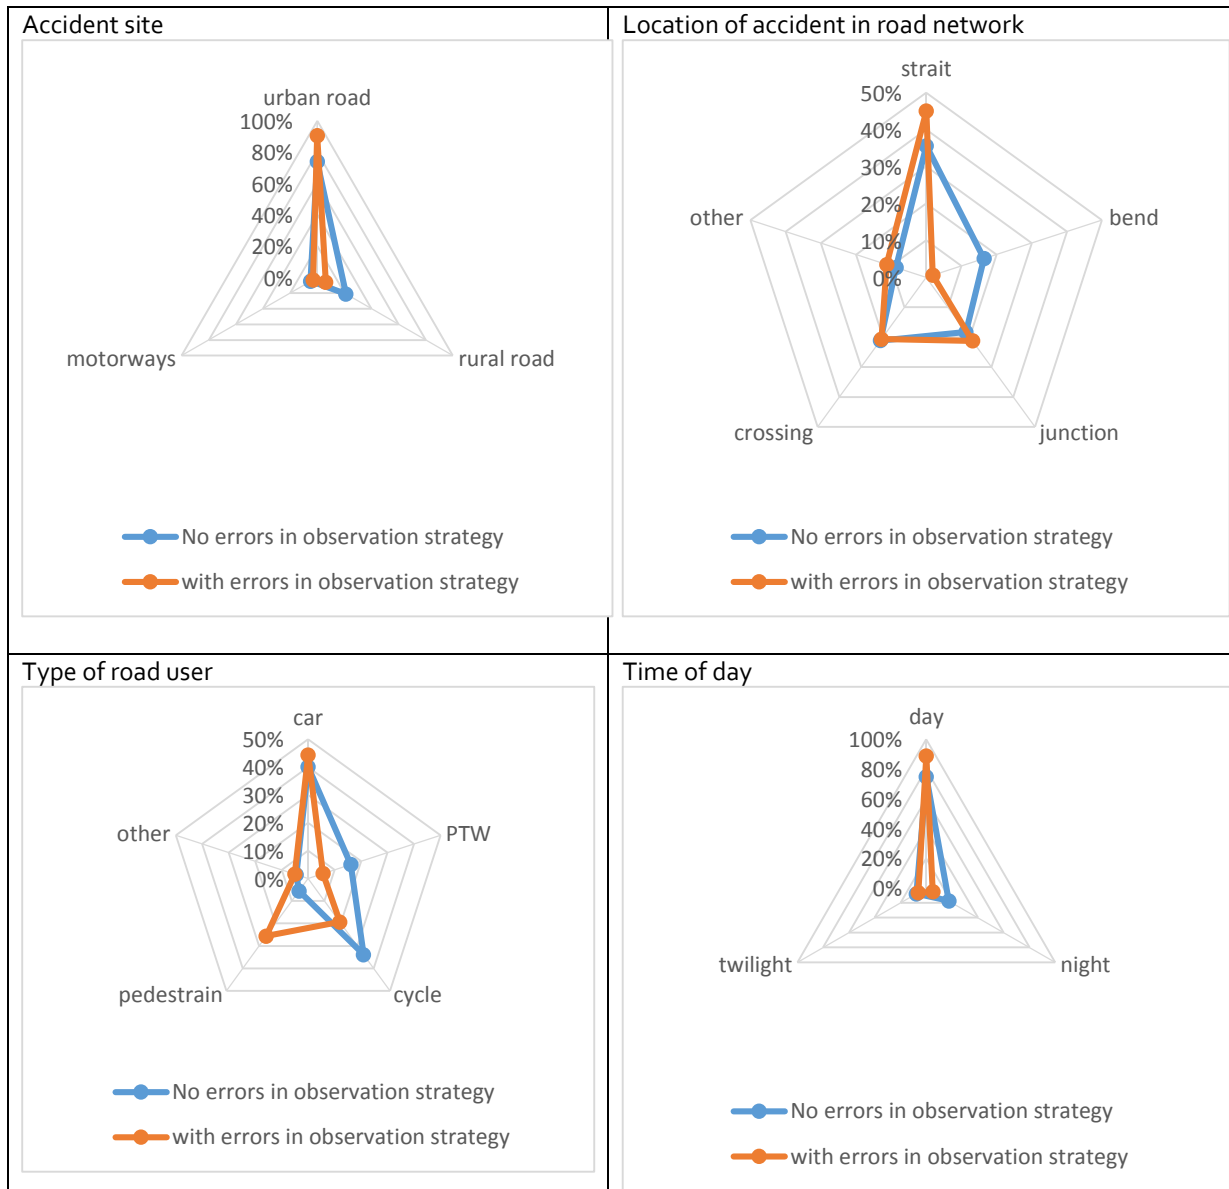 Accident site
urban road
100%
80%
60%
40%
20%
0%
motorways
rural road
No errors in observation strategy
with errors in observation strategy
Location of accident in road network
strait
50%
40%
30%
20%
10%
0%
other
bend
crossing
junction
No errors in observation strategy
with errors in observation strategy
Type of road user
car
50%
40%
30%
20%
10%
0%
other
PTW
pedestrain
cycle
No errors in observation strategy
with errors in observation strategy
Time of day
day
100%
80%
60%
40%
20%
0%
twilight
night
No errors in observation strategy
with errors in observation strategy